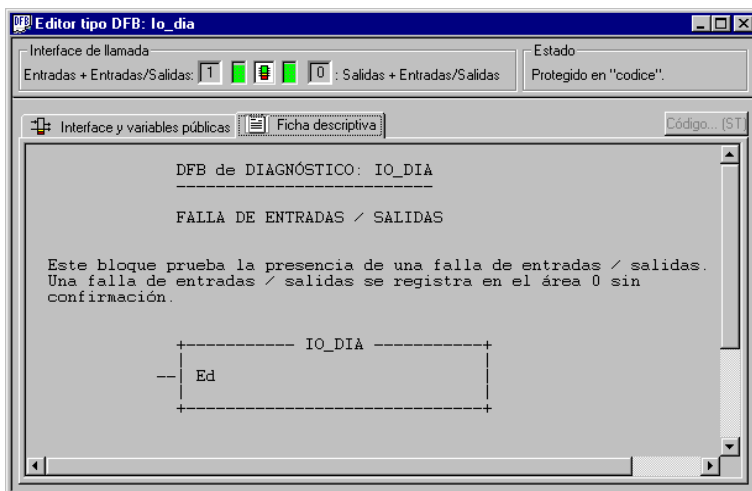 DFB Editor tipo DFB: Io_dia
Interface de llamada
Entradas + Entradas/Salidas: 1 0 : Salidas + Entradas/Salidas
Estado
Protegido en "codice".
Interface y variables públicas Ficha descriptiva Código... (ST)
DFB de DIAGNÓSTICO: IO_DIA
--------------------------
FALLA DE ENTRADAS / SALIDAS
Este bloque prueba la presencia de una falla de entradas / salidas.
Una falla de entradas / salidas se registra en el área 0 sin
confirmación.
+----------- IO_DIA -----------+
--| Ed |
+------------------------------+